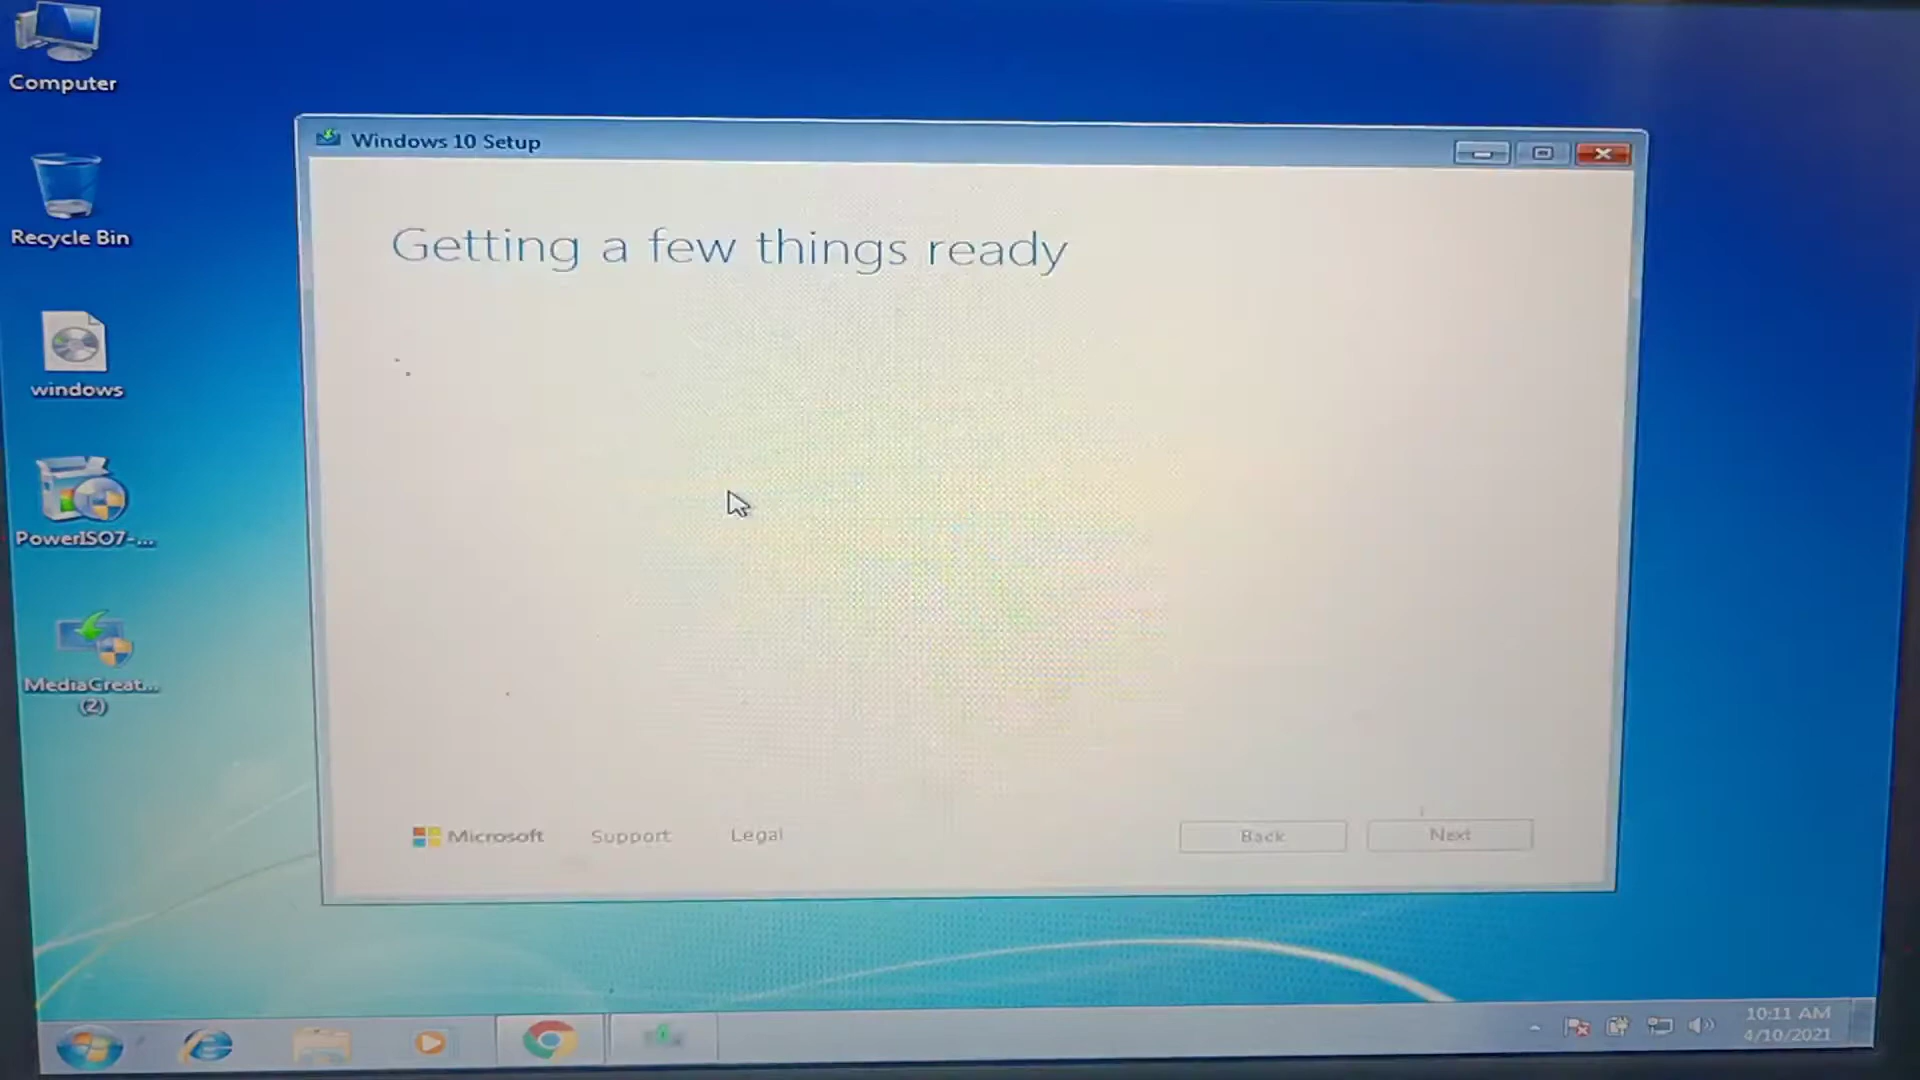 Computer
Recycle Bin
windows
PowerISO7-...
MediaCreat...
(2)
Windows 10 Setup
Getting a few things ready
Microsoft
Support
Legal
Back
Next
10:11 AM
4/10/2021